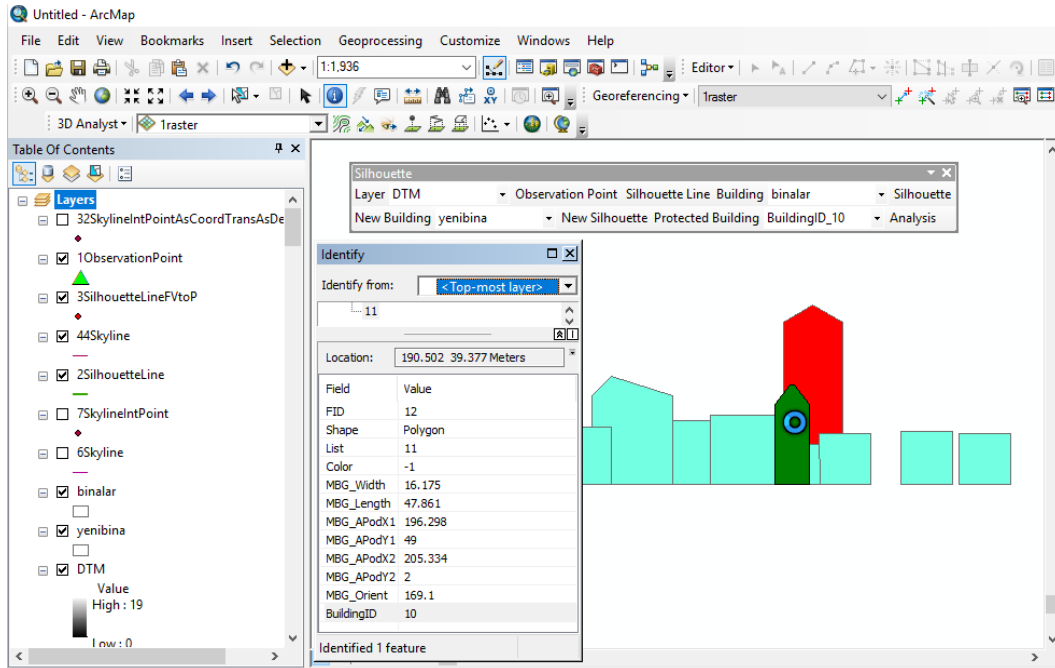 Untitled - ArcMap
File Edit View Bookmarks Insert Selection Geoprocessing Customize Windows Help
1:1,936 Editor
Georeferencing 1raster
3D Analyst 1raster
Table Of Contents
Layers
32SkylineIntPointAsCoordTransAsDe
1ObservationPoint
3SilhouetteLineFVtoP
44Skyline
2SilhouetteLine
7SkylineIntPoint
6Skyline
binalar
yenibina
DTM
Value
High : 19
Low : 0
Silhouette
Layer DTM Observation Point Silhouette Line Building binalar Silhouette
New Building yenibina New Silhouette Protected Building BuildingID_10 Analysis
Identify
Identify from: <Top-most layer>
11
Location: 190.502 39.377 Meters
Field Value
FID 12
Shape Polygon
List 11
Color -1
MBG_Width 16.175
MBG_Length 47.861
MBG_APodX1 196.298
MBG_APodY1 49
MBG_APodX2 205.334
MBG_APodY2 2
MBG_Orient 169.1
BuildingID 10
Identified 1 feature